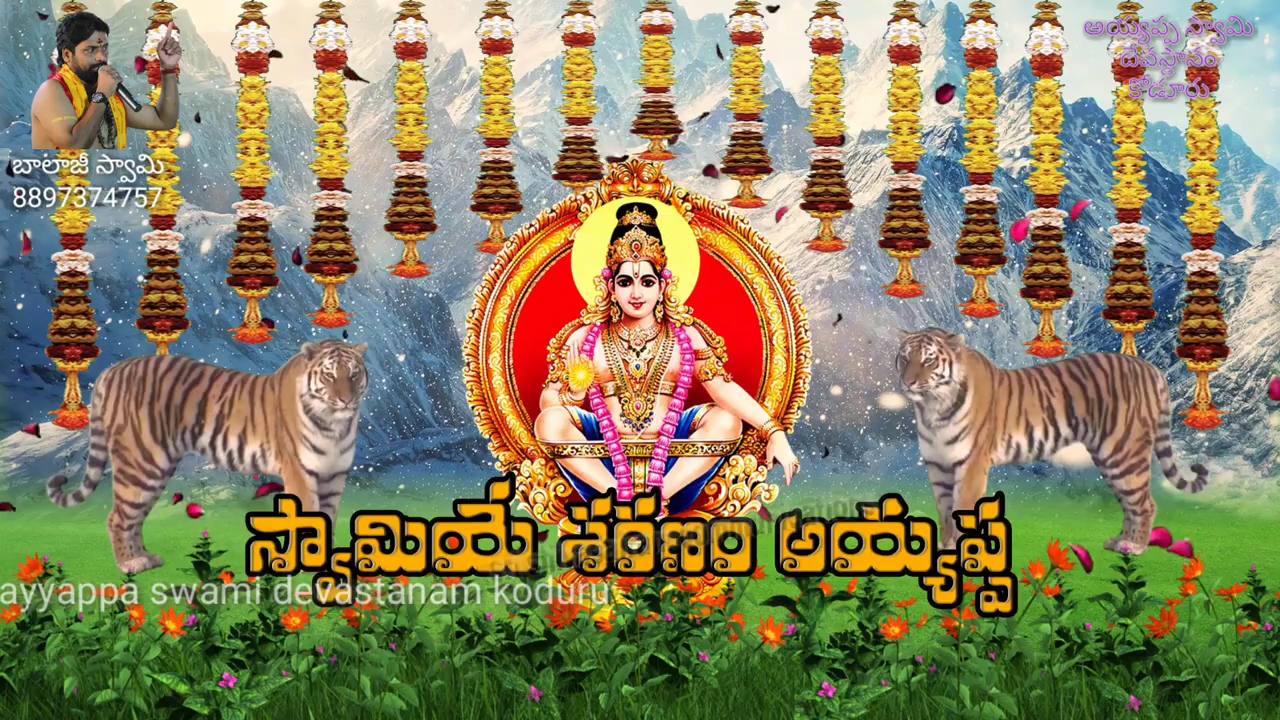 అయ్యప్ప స్వామి
దేవస్థానం
కోడూరు
బాలాజీ స్వామి
8897374757
స్వామియే శరణం అయ్యప్ప
ayyappa swami devastanam koduru